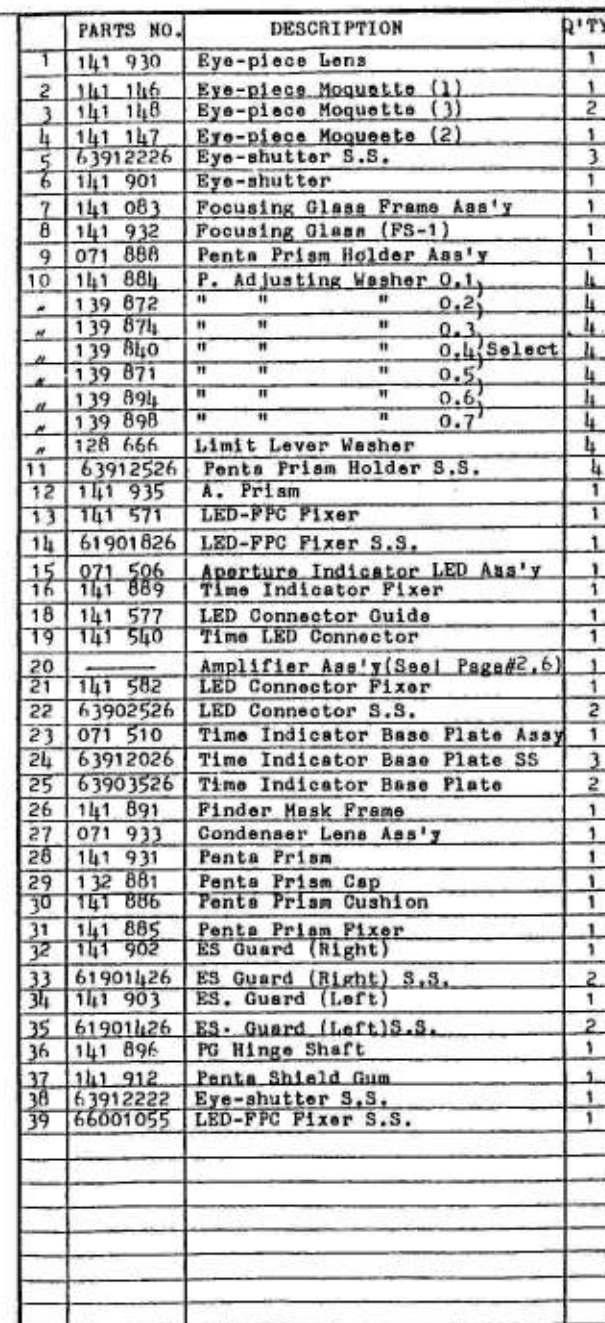 PARTS NO. DESCRIPTION Q'TY
1 141 930 Eye-piece Lens 1
2 141 146 Eye-piece Moquette (1) 1
3 141 148 Eye-piece Moquette (3) 2
4 141 147 Eye-piece Moqueete (2) 1
5 63912226 Eye-shutter S.S. 3
6 141 901 Eye-shutter 1
7 141 083 Focusing Glass Frame Ass'y 1
8 141 932 Focusing Glass (FS-1) 1
9 071 888 Penta Prism Holder Ass'y 1
10 141 884 P. Adjusting Washer 0.1) 4
" 139 872 " " " 0.2) 4
" 139 874 " " " 0.3 4
" 139 840 " " " 0.4(Select 4
" 139 871 " " " 0.5) 4
" 139 894 " " " 0.6) 4
" 139 898 " " " 0.7) 4
" 128 666 Limit Lever Washer 4
11 63912526 Penta Prism Holder S.S. 4
12 141 935 A. Prism 1
13 141 571 LED-FPC Fixer 1
14 61901826 LED-FPC Fixer S.S. 1
15 071 506 Aperture Indicator LED Ass'y 1
16 141 889 Time Indicator Fixer 1
18 141 577 LED Connector Guide 1
19 141 540 Time LED Connector 1
20 —— Amplifier Ass'y(See! Page#2,6) 1
21 141 582 LED Connector Fixer 1
22 63902526 LED Connector S.S. 2
23 071 510 Time Indicator Base Plate Assy 1
24 63912026 Time Indicator Base Plate SS 3
25 63903526 Time Indicator Base Plate 2
26 141 891 Finder Mask Frame 1
27 071 933 Condenser Lens Ass'y 1
28 141 931 Penta Prism 1
29 132 881 Penta Prism Cap 1
30 141 886 Penta Prism Cushion 1
31 141 885 Penta Prism Fixer 1
32 141 902 ES Guard (Right) 1
33 61901426 ES Guard (Right) S.S. 2
34 141 903 ES. Guard (Left) 1
35 61901426 ES. Guard (Left)S.S. 2
36 141 896 PG Hinge Shaft 1
37 141 912 Penta Shield Gum 1
38 63912222 Eye-shutter S.S. 1
39 66001055 LED-FPC Fixer S.S. 1